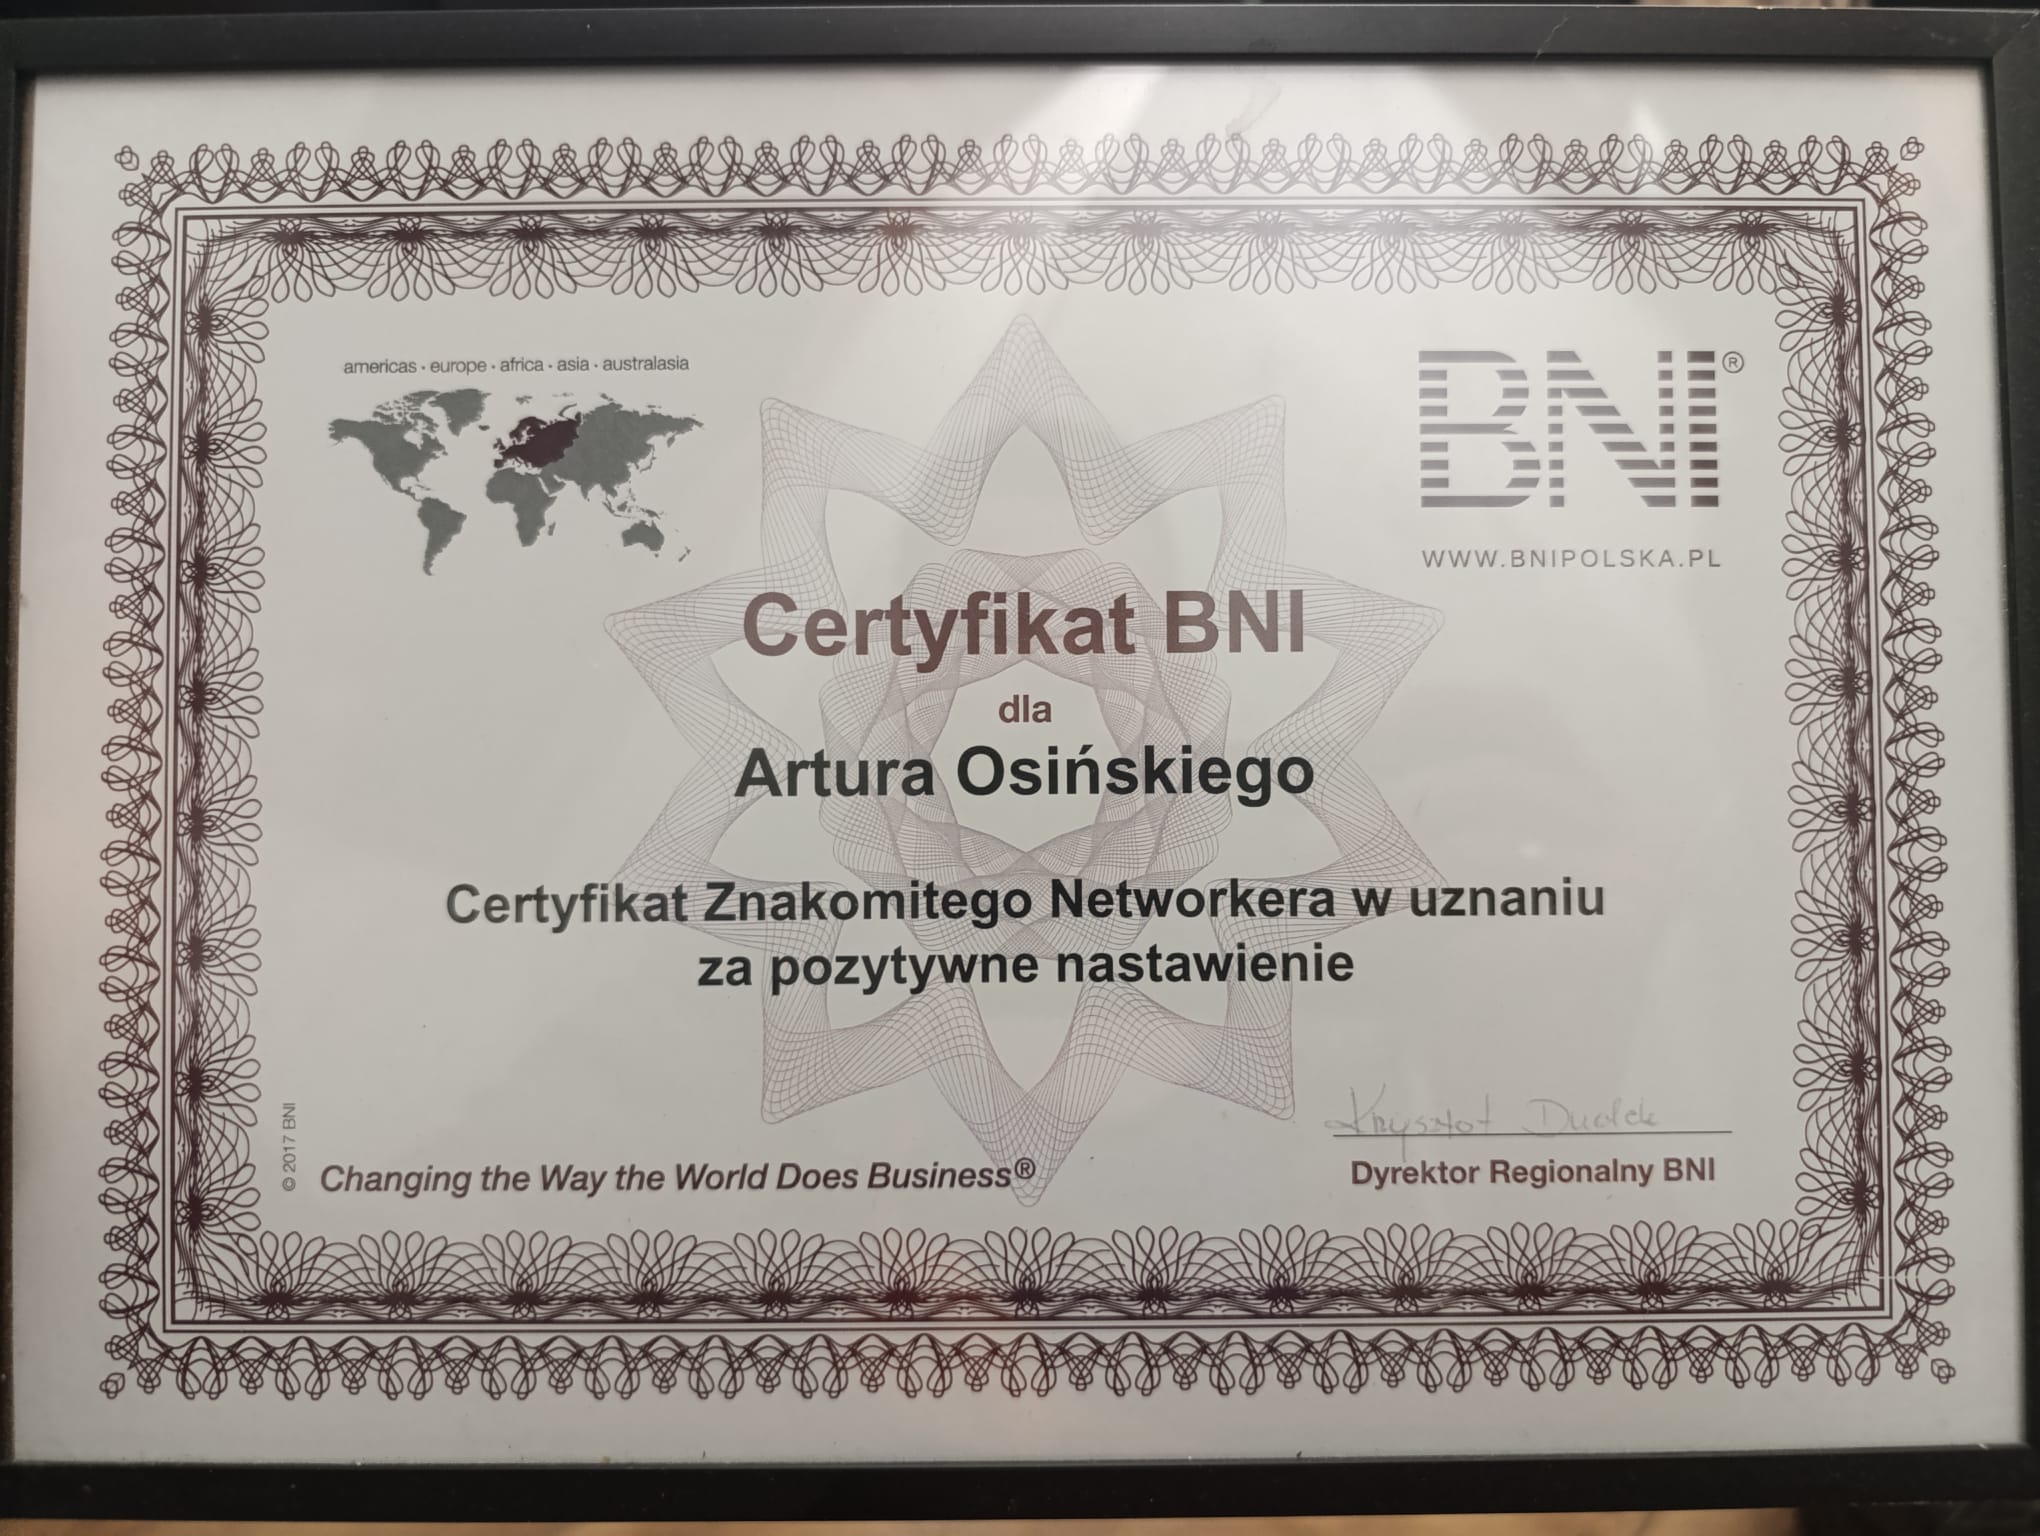 americas · europe · africa · asia · australasia
BNI®
WWW.BNIPOLSKA.PL
Certyfikat BNI
dla
Artura Osińskiego
Certyfikat Znakomitego Networkera w uznaniu
za pozytywne nastawienie
© 2017 BNI
Changing the Way the World Does Business®
Krzysztof
Dyrektor Regionalny BNI